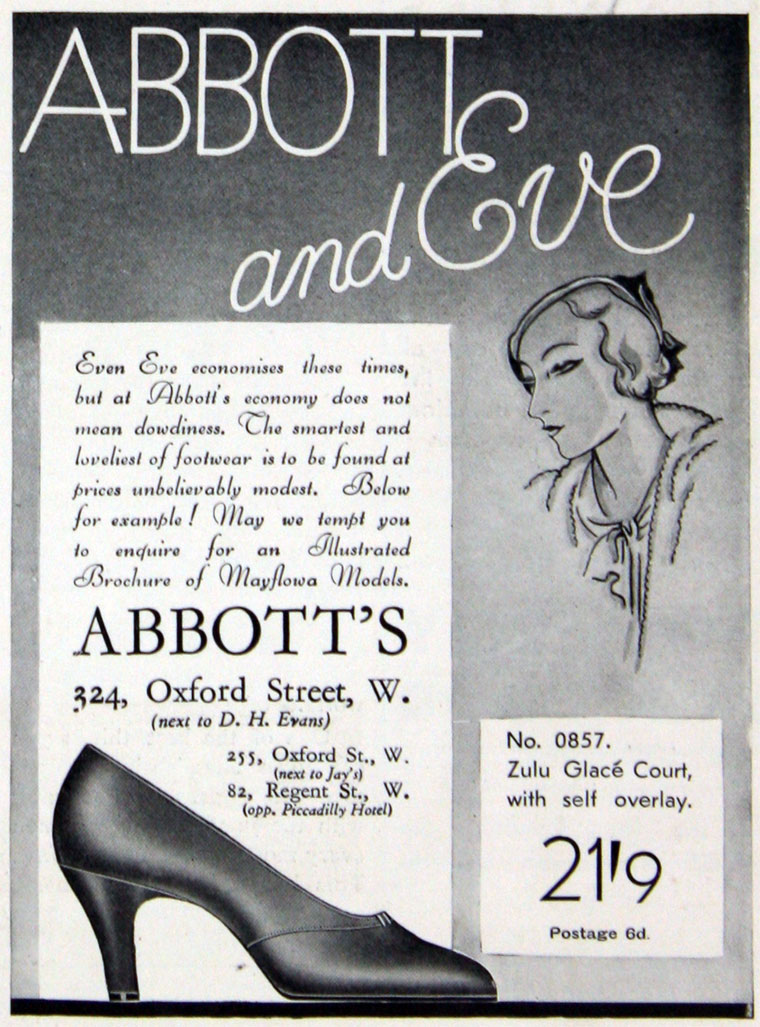 ABBOTT
and Eve
Even Eve economises these times,
but at Abbott's economy does not
mean dowdiness. The smartest and
loveliest of footwear is to be found at
prices unbelievably modest. Below
for example! May we tempt you
to enquire for an Illustrated
Brochure of Mayflowa Models.
ABBOTT'S
324, Oxford Street, W.
(next to D. H. Evans)
255, Oxford St., W.
(next to Jay's)
82, Regent St., W.
(opp. Piccadilly Hotel)
No. 0857.
Zulu Glacé Court,
with self overlay.
21'9
Postage 6d.